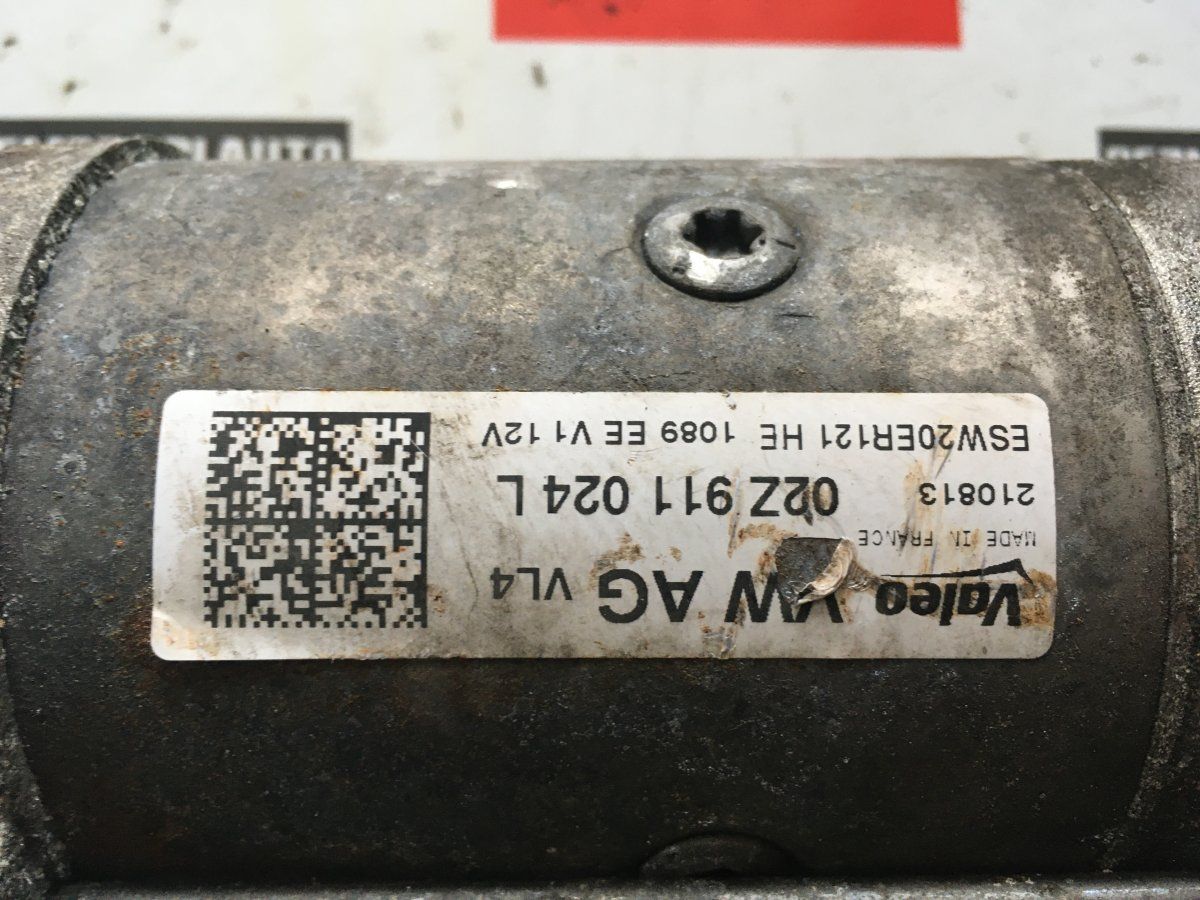 Valeo VW AG VL4
MADE IN FRANCE
210813 02Z 911 024 L
ESW20ER121 HE 1089 EE V1 12V